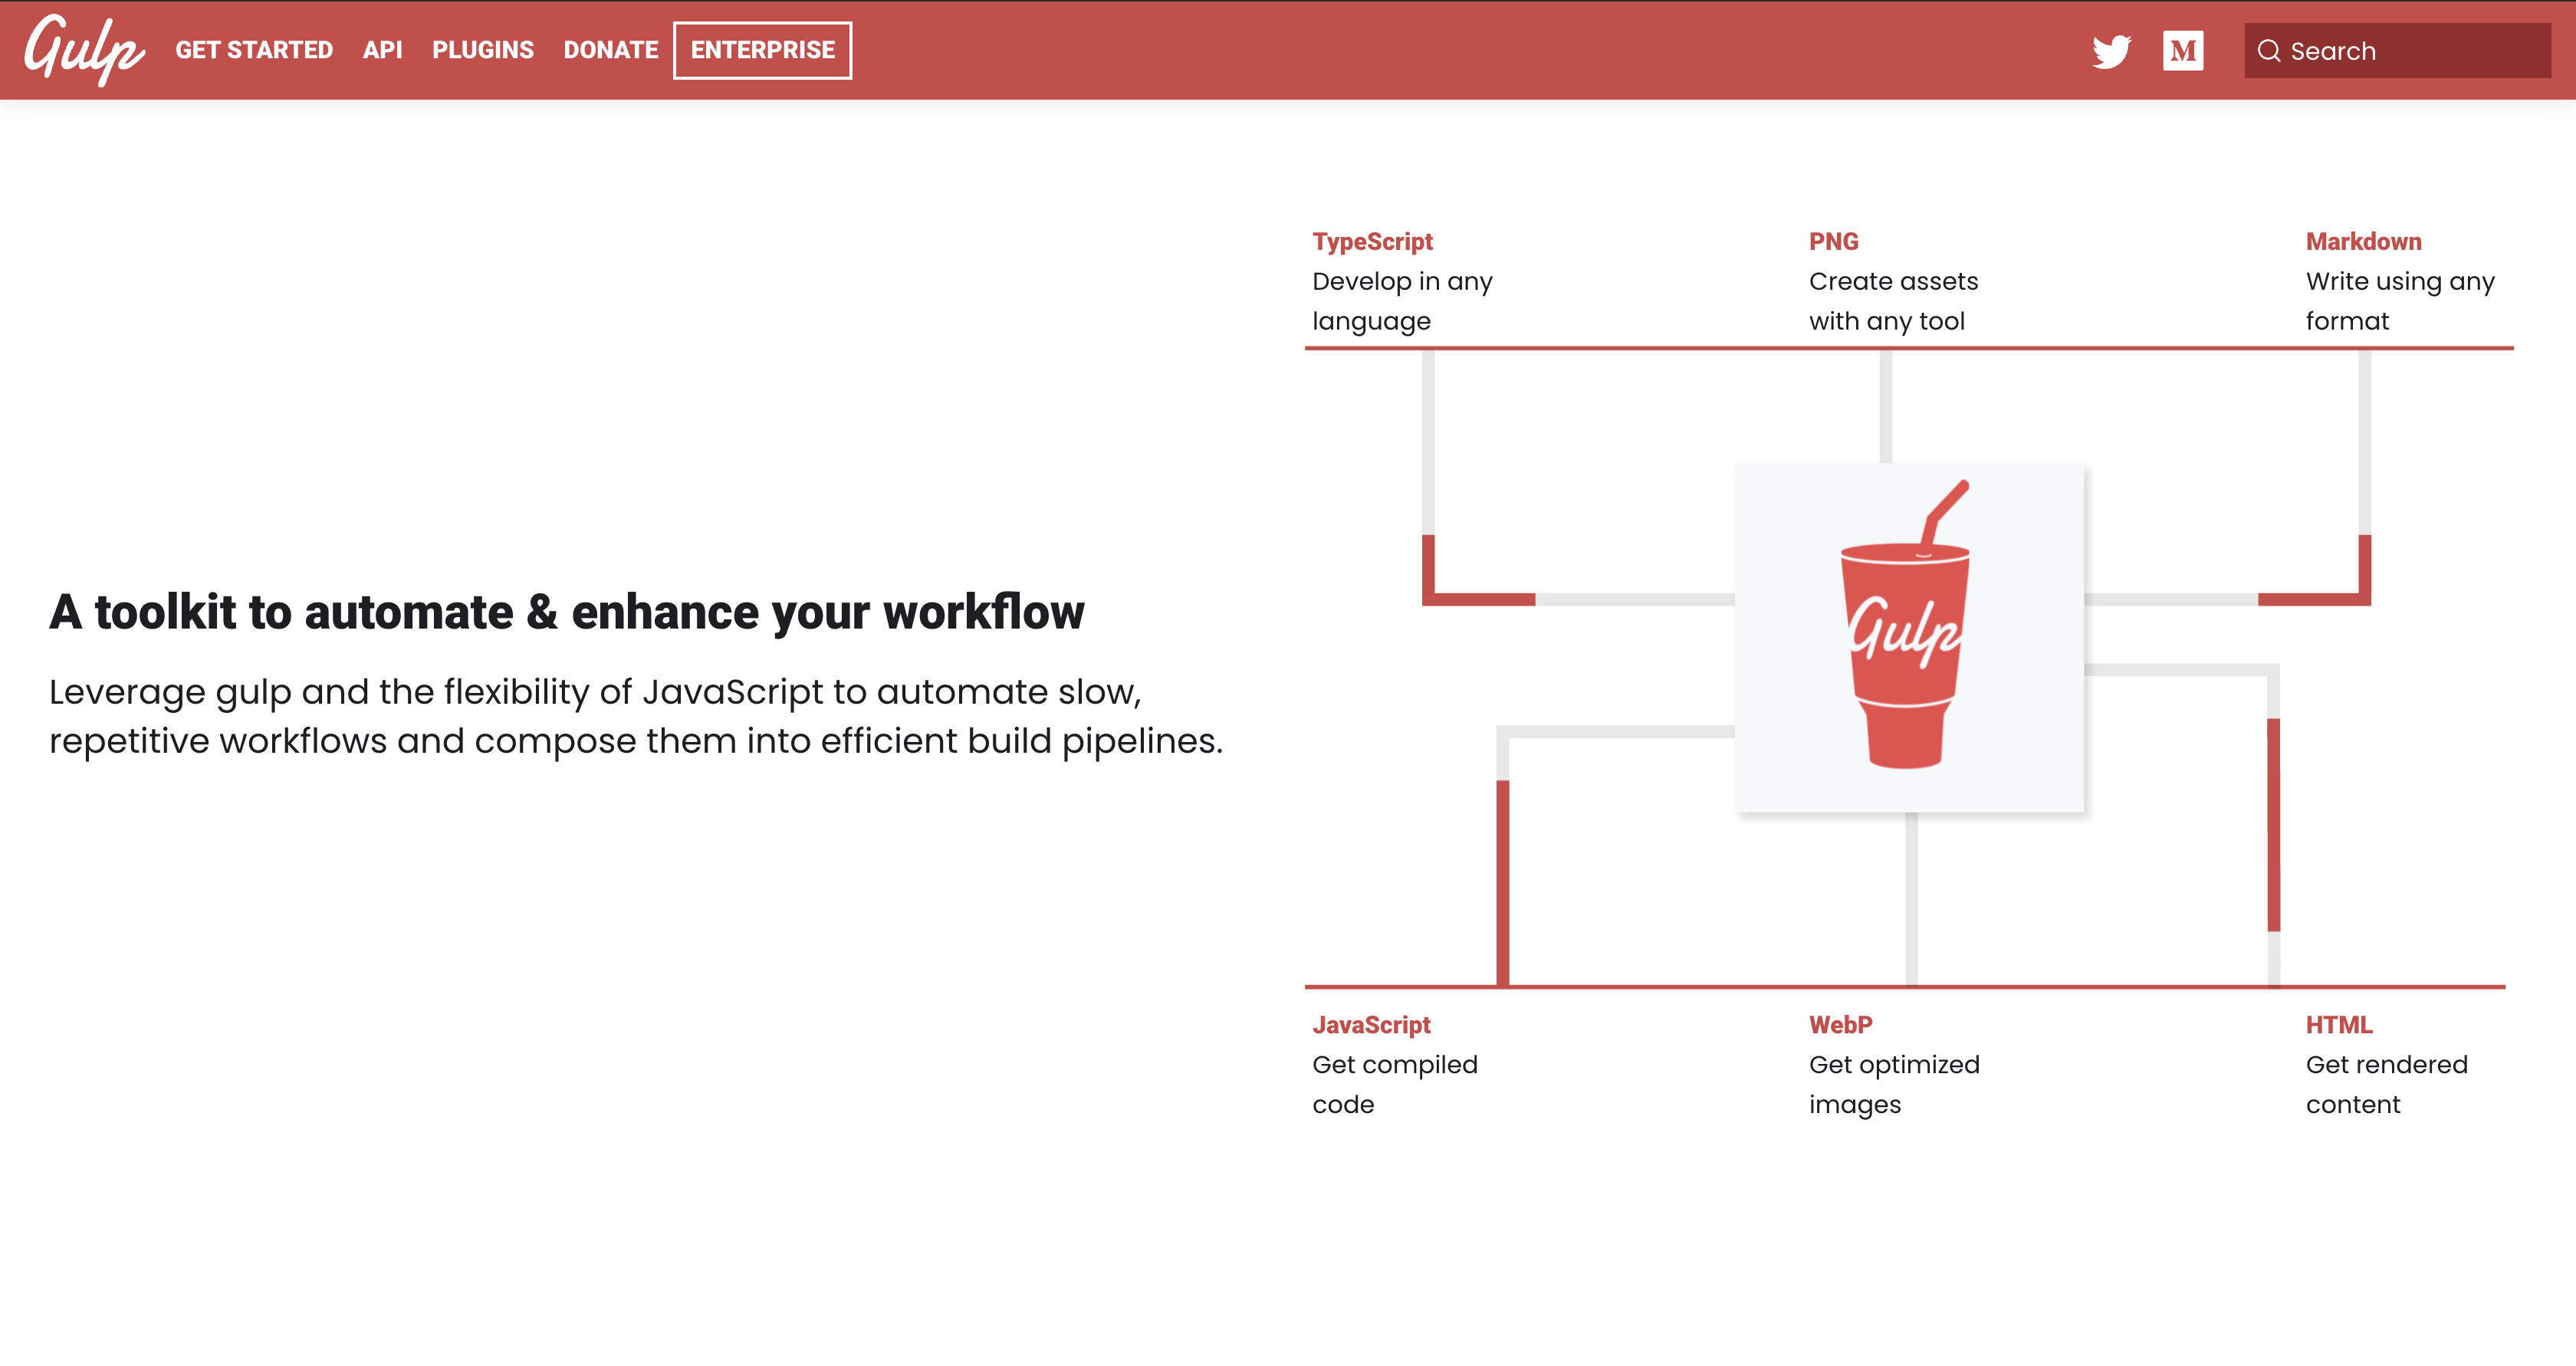 Gulp GET STARTED API PLUGINS DONATE ENTERPRISE M Search
A toolkit to automate & enhance your workflow
Leverage gulp and the flexibility of JavaScript to automate slow,
repetitive workflows and compose them into efficient build pipelines.
TypeScript
Develop in any
language
PNG
Create assets
with any tool
Markdown
Write using any
format
Gulp
JavaScript
Get compiled
code
WebP
Get optimized
images
HTML
Get rendered
content